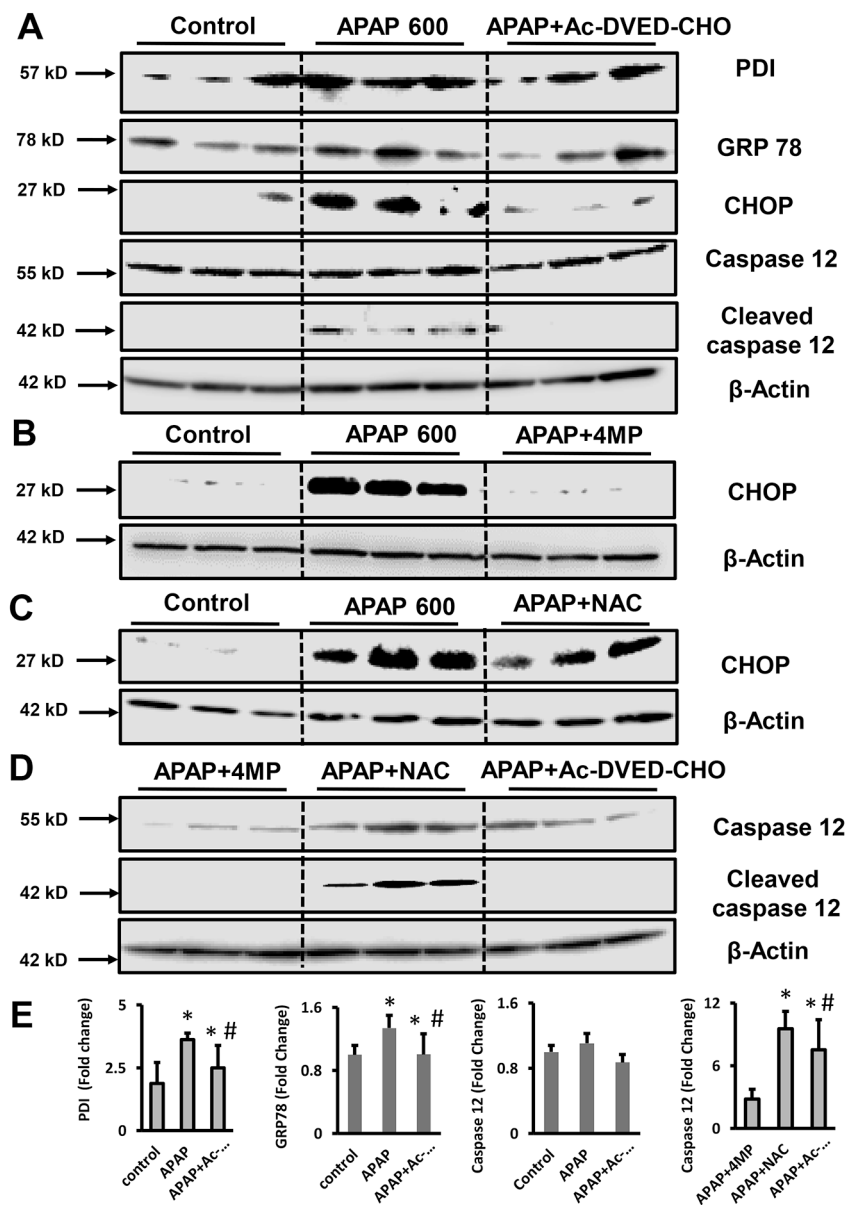 A
Control APAP 600 APAP+Ac-DVED-CHO
57 kD PDI
78 kD GRP 78
27 kD CHOP
55 kD Caspase 12
42 kD Cleaved
caspase 12
42 kD β-Actin
B
Control APAP 600 APAP+4MP
27 kD CHOP
42 kD β-Actin
C
Control APAP 600 APAP+NAC
27 kD CHOP
42 kD β-Actin
D
APAP+4MP APAP+NAC APAP+Ac-DVED-CHO
55 kD Caspase 12
42 kD Cleaved
caspase 12
42 kD β-Actin
E
PDI (Fold change)
5
2.5
0
* * #
control APAP APAP+Ac-...
GRP78 (Fold Change)
1.6
0.8
0
* * #
control APAP APAP+Ac-...
Caspase 12 (Fold Change)
1.6
0.8
0
Control APAP APAP+Ac-...
Caspase 12 (Fold Change)
12
6
0
* * #
APAP+4MP APAP+NAC APAP+Ac-...